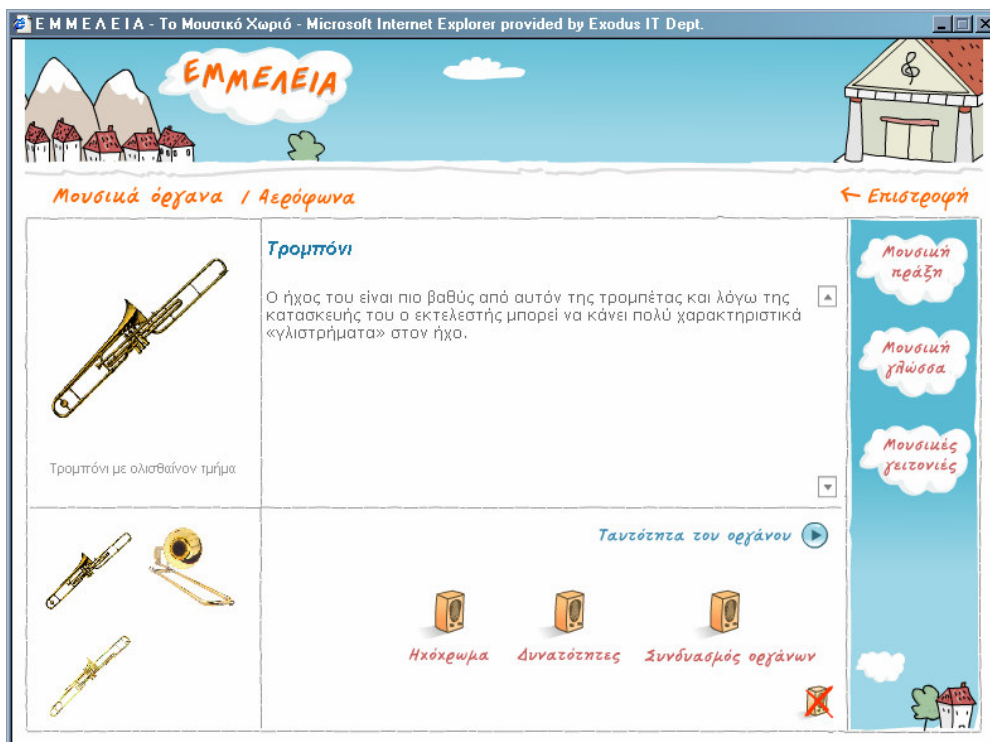 ΕΜΜΕΛΕΙΑ - Το Μουσικό Χωριό - Microsoft Internet Explorer provided by Exodus IT Dept.
ΕΜΜΕΛΕΙΑ
Μουσικά όργανα / Αερόφωνα
← Επιστροφή
Τρομπόνι
Ο ήχος του είναι πιο βαθύς από αυτόν της τρομπέτας και λόγω της
κατασκευής του ο εκτελεστής μπορεί να κάνει πολύ χαρακτηριστικά
«γλιστρήματα» στον ήχο.
Τρομπόνι με ολισθαίνον τμήμα
Μουσική
πράξη
Μουσική
γλώσσα
Μουσικές
γειτονιές
Ταυτότητα του οργάνου
Ηχόχρωμα
Δυνατότητες
Συνδυασμός οργάνων